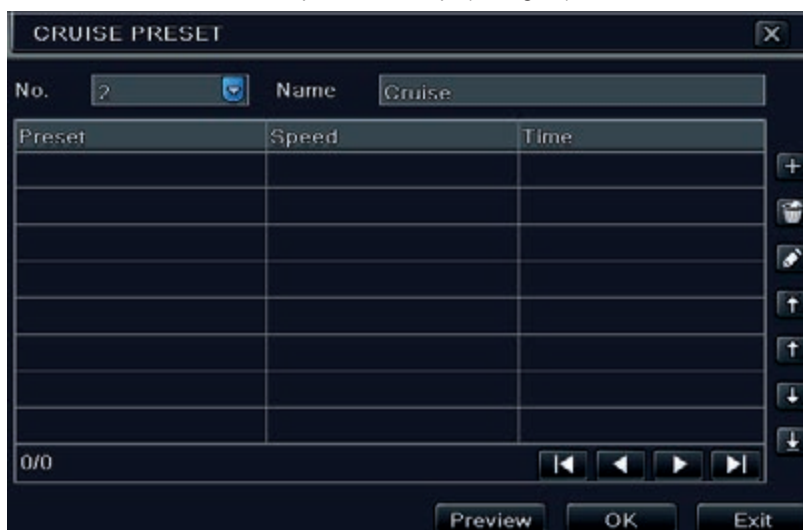 CRUISE PRESET
No. 2 Name Cruise
Preset Speed Time
0/0
Preview OK Exit